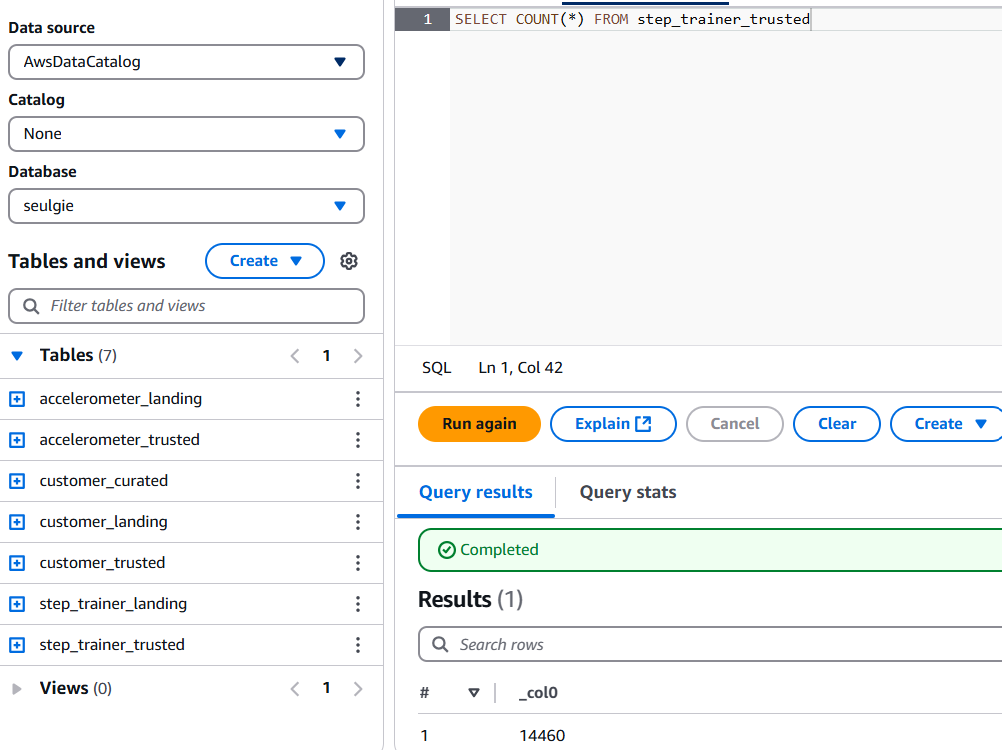 Data source
AwsDataCatalog
Catalog
None
Database
seulgie
Tables and views
Create
Filter tables and views
Tables (7)
1
accelerometer_landing
accelerometer_trusted
customer_curated
customer_landing
customer_trusted
step_trainer_landing
step_trainer_trusted
Views (0)
1
1 SELECT COUNT(*) FROM step_trainer_trusted
SQL Ln 1, Col 42
Run again Explain Cancel Clear Create
Query results Query stats
Completed
Results (1)
Search rows
# _col0
1 14460